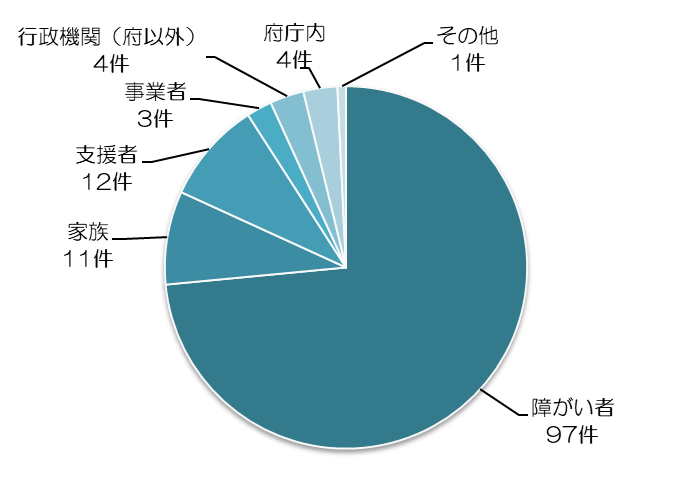 行政機関（府以外）
4件
府庁内
4件
その他
1件
事業者
3件
支援者
12件
家族
11件
障がい者
97件